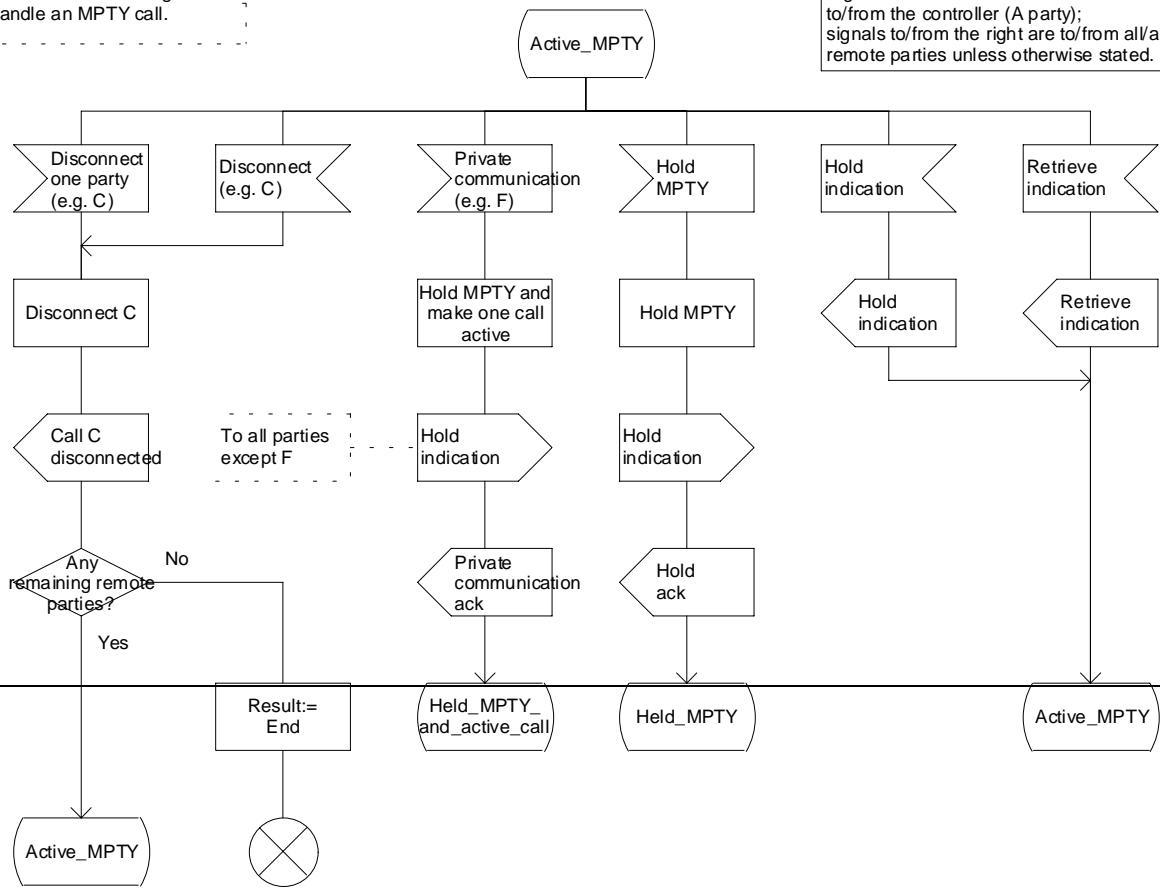 andle an MPTY call.
to/from the controller (A party);
signals to/from the right are to/from all/a
remote parties unless otherwise stated.
Active_MPTY
Disconnect
one party
(e.g. C)
Disconnect
(e.g. C)
Private
communication
(e.g. F)
Hold
MPTY
Hold
indication
Retrieve
indication
Disconnect C
Hold MPTY and
make one call
active
Hold MPTY
Hold
indication
Retrieve
indication
Call C
disconnected
To all parties
except F
Hold
indication
Hold
indication
Any
remaining remote
parties?
No
Yes
Private
communication
ack
Hold
ack
Result:=
End
Held_MPTY_
and_active_call
Held_MPTY
Active_MPTY
Active_MPTY